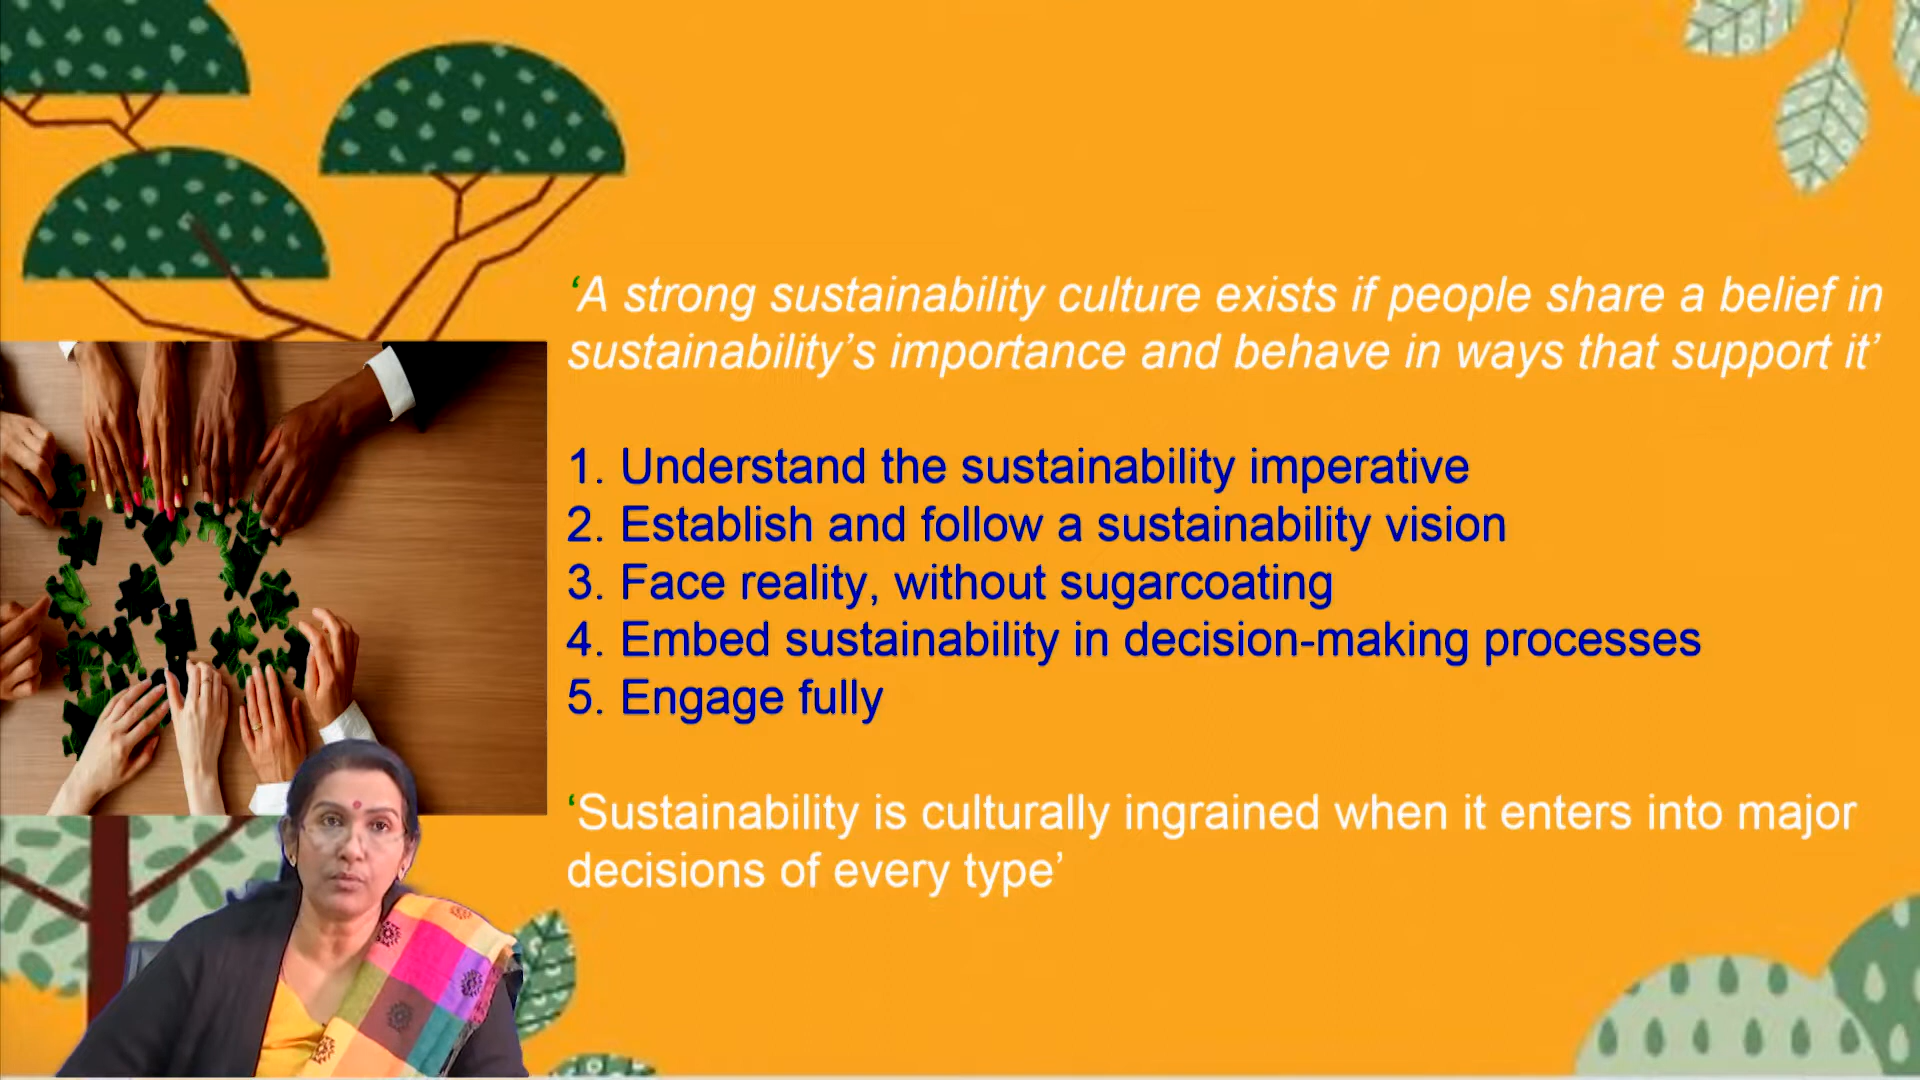 ‘A strong sustainability culture exists if people share a belief in
sustainability’s importance and behave in ways that support it’
1. Understand the sustainability imperative
2. Establish and follow a sustainability vision
3. Face reality, without sugarcoating
4. Embed sustainability in decision-making processes
5. Engage fully
‘Sustainability is culturally ingrained when it enters into major
decisions of every type’